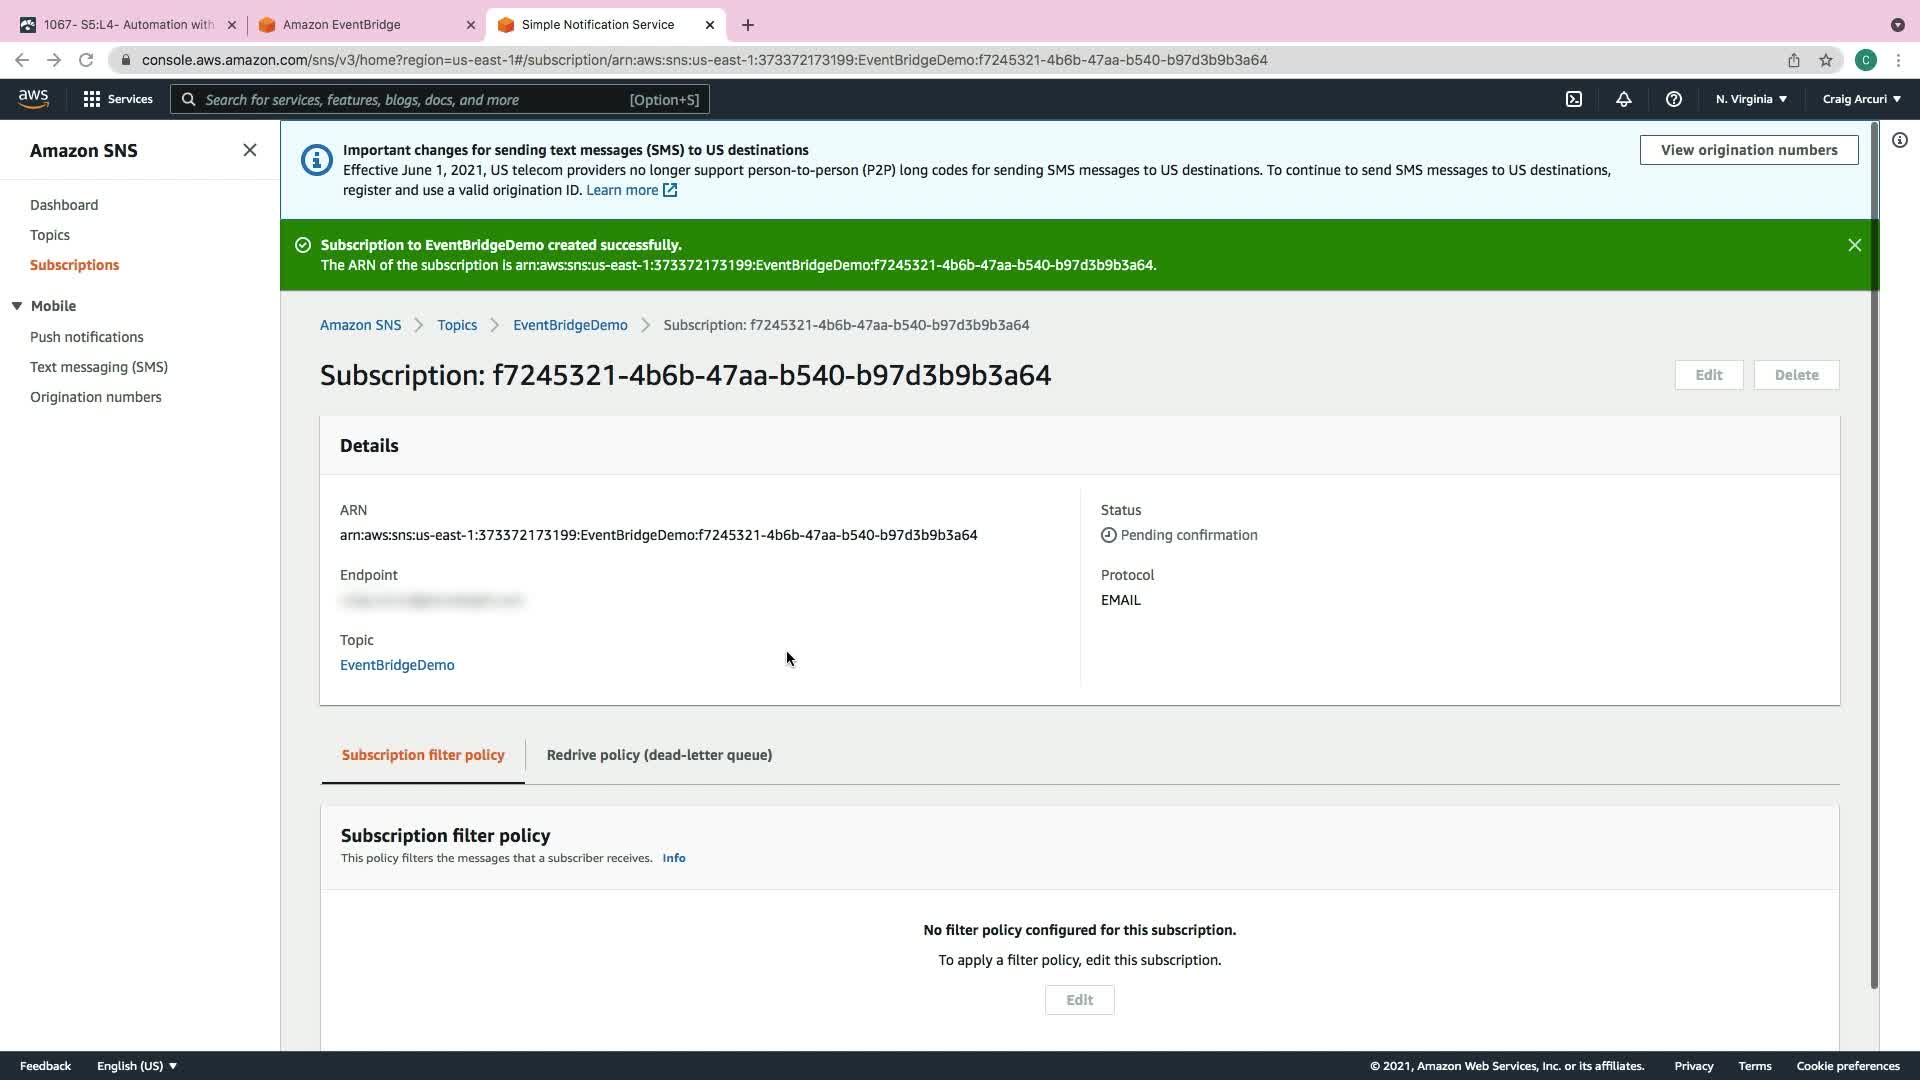 1067- S5:L4- Automation with
Amazon EventBridge
Simple Notification Service
console.aws.amazon.com/sns/v3/home?region=us-east-1#/subscription/arn:aws:sns:us-east-1:373372173199:EventBridgeDemo:f7245321-4b6b-47aa-b540-b97d3b9b3a64
C
aws
Services
Search for services, features, blogs, docs, and more
[Option+S]
N. Virginia
Craig Arcuri
Amazon SNS
Dashboard
Topics
Subscriptions
Mobile
Push notifications
Text messaging (SMS)
Origination numbers
Important changes for sending text messages (SMS) to US destinations
Effective June 1, 2021, US telecom providers no longer support person-to-person (P2P) long codes for sending SMS messages to US destinations. To continue to send SMS messages to US destinations,
register and use a valid origination ID. Learn more
View origination numbers
Subscription to EventBridgeDemo created successfully.
The ARN of the subscription is arn:aws:sns:us-east-1:373372173199:EventBridgeDemo:f7245321-4b6b-47aa-b540-b97d3b9b3a64.
Amazon SNS
Topics
EventBridgeDemo
Subscription: f7245321-4b6b-47aa-b540-b97d3b9b3a64
Subscription: f7245321-4b6b-47aa-b540-b97d3b9b3a64
Edit
Delete
Details
ARN
arn:aws:sns:us-east-1:373372173199:EventBridgeDemo:f7245321-4b6b-47aa-b540-b97d3b9b3a64
Endpoint
Topic
EventBridgeDemo
Status
Pending confirmation
Protocol
EMAIL
Subscription filter policy
Redrive policy (dead-letter queue)
Subscription filter policy
This policy filters the messages that a subscriber receives. Info
No filter policy configured for this subscription.
To apply a filter policy, edit this subscription.
Edit
Feedback
English (US)
© 2021, Amazon Web Services, Inc. or its affiliates.
Privacy
Terms
Cookie preferences